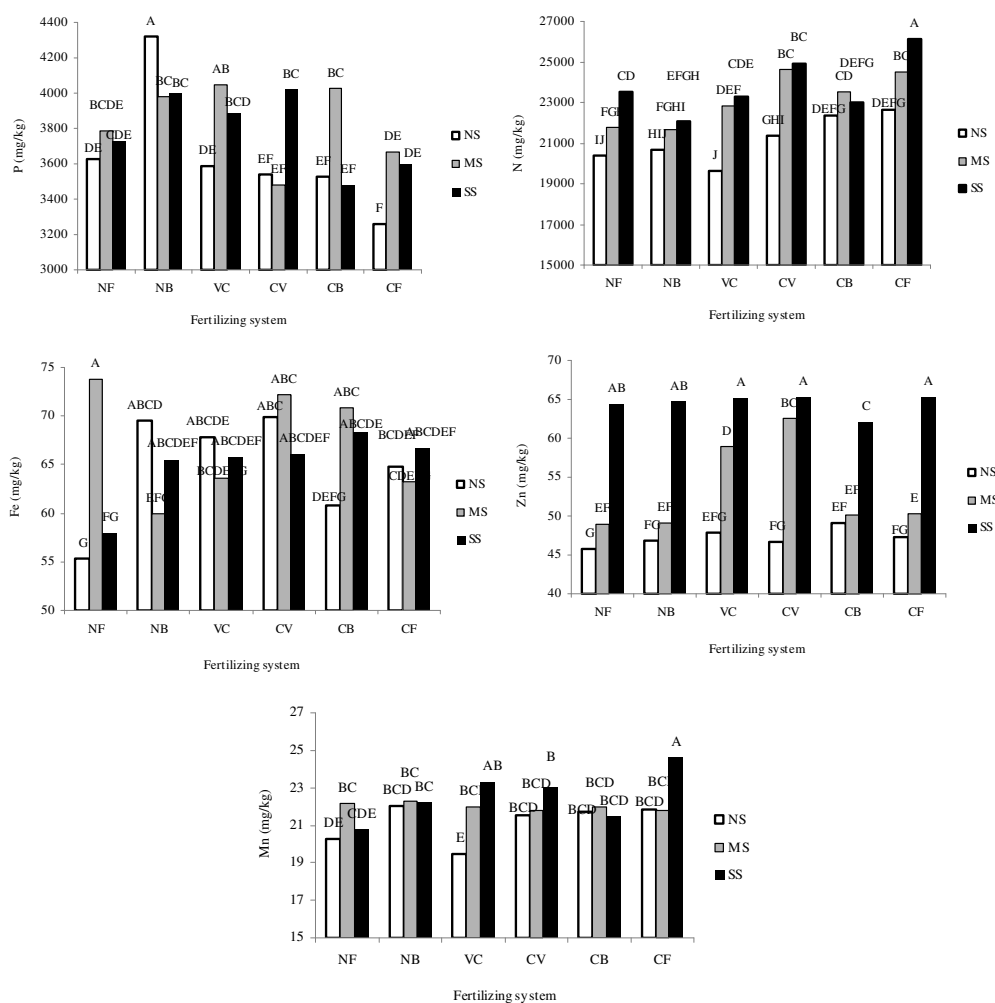 4400
4200
4000
3800
3600
3400
3200
3000
P (mg/kg)
A
BCDE
DE
CDE
BC
BC
DE
AB
BCD
EF
EF
BC
EF
BC
EF
F
DE
DE
NF NB VC CV CB CF
Fertilizing system
NS
MS
SS
27000
25000
23000
21000
19000
17000
15000
N (mg/kg)
IJ
CD
HIJ
FGHI
EFGH
J
DEF
CDE
GHI
BC
BC
DEFG
CD
DEFG
DEFG
BC
A
NF NB VC CV CB CF
Fertilizing system
NS
MS
SS
75
70
65
60
55
50
Fe (mg/kg)
G
A
FG
ABCD
ABCDEF
ABCDE
ABCDEF
ABC
ABC
ABCDEF
DEFG
ABC
ABCDE
BCDEF
ABCDEF
NF NB VC CV CB CF
Fertilizing system
NS
MS
SS
70
65
60
55
50
45
40
Zn (mg/kg)
G
EF
AB
FG
EF
AB
EFG
D
A
FG
BC
A
EF
EF
C
FG
E
A
NF NB VC CV CB CF
Fertilizing system
NS
MS
SS
27
25
23
21
19
17
15
Mn (mg/kg)
DE
BC
CDE
BCD
BC
BC
E
AB
BCD
BCD
B
BCD
BCD
BCD
BCD
A
NF NB VC CV CB CF
Fertilizing system
NS
MS
SS